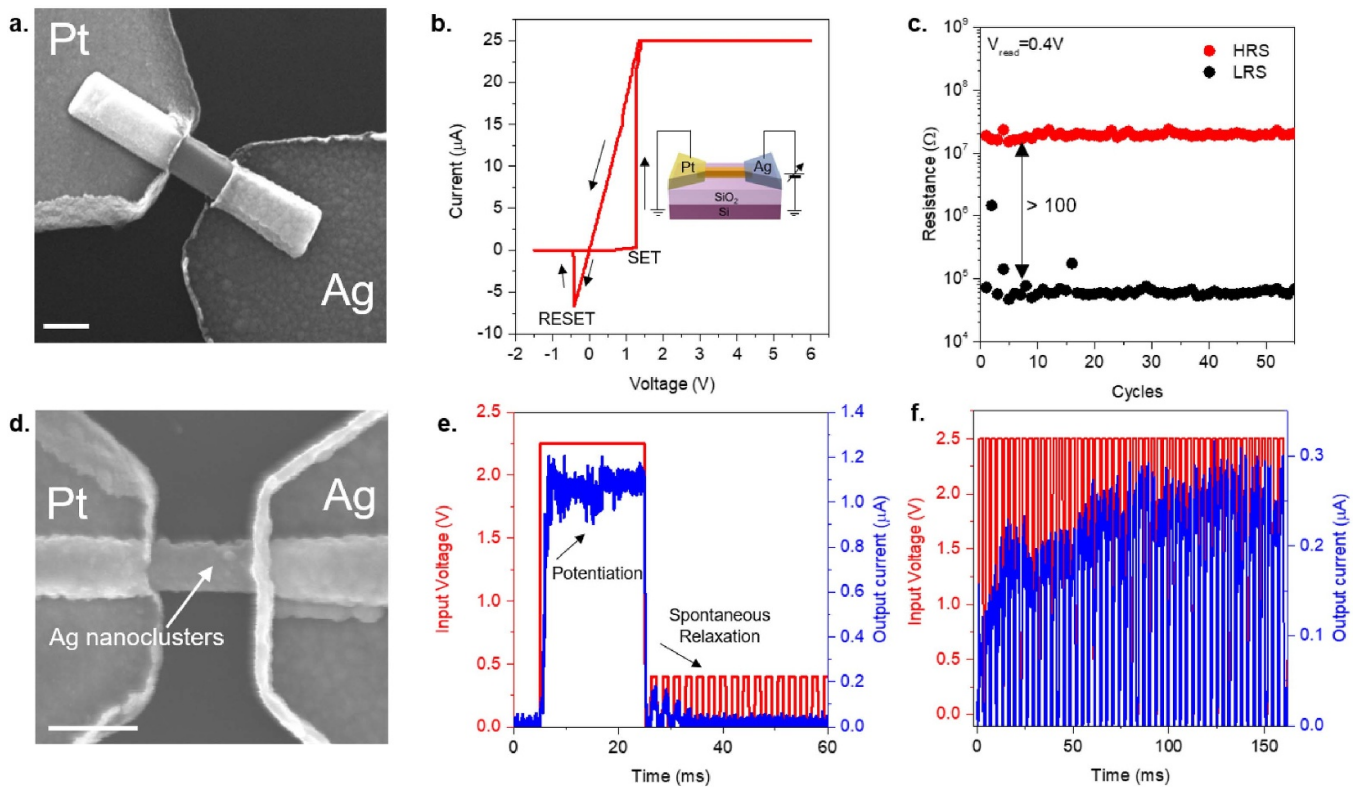 a.
Pt
Ag
b.
25
20
15
10
5
0
-5
-10
Current (μA)
-2 -1 0 1 2 3 4 5 6
Voltage (V)
SET
RESET
Pt
Ag
SiO2
Si
c.
10^9
10^8
10^7
10^6
10^5
10^4
Resistance (Ω)
Vread=0.4V
HRS
LRS
> 100
0 10 20 30 40 50
Cycles
d.
Pt
Ag
Ag nanoclusters
e.
2.5
2.0
1.5
1.0
0.5
0.0
Input Voltage (V)
Potentiation
Spontaneous
Relaxation
1.4
1.2
1.0
0.8
0.6
0.4
0.2
0.0
Output current (μA)
0 20 40 60
Time (ms)
f.
2.5
2.0
1.5
1.0
0.5
0.0
Input Voltage (V)
0.3
0.2
0.1
0.0
Output current (μA)
0 50 100 150
Time (ms)